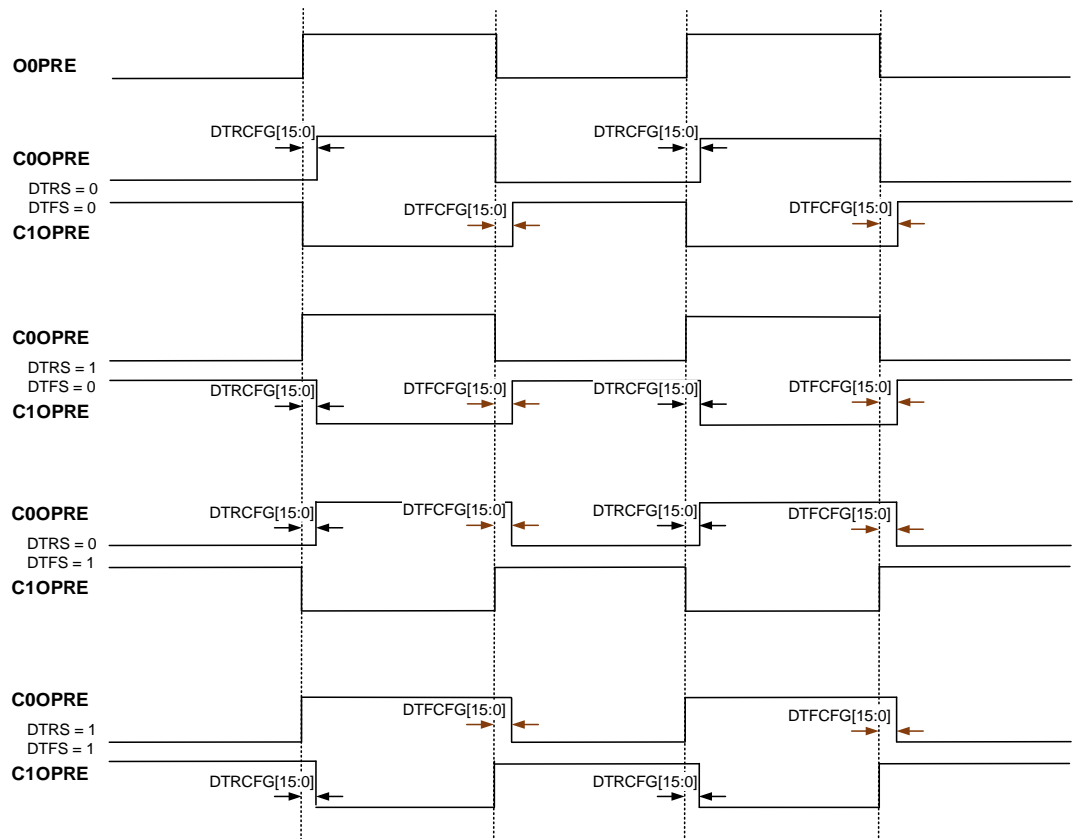 O0PRE
DTRCFG[15:0] DTRCFG[15:0]
C0OPRE
DTRS = 0
DTFS = 0
DTFCFG[15:0] DTFCFG[15:0]
C1OPRE
C0OPRE
DTRS = 1
DTFS = 0
DTRCFG[15:0] DTFCFG[15:0] DTRCFG[15:0] DTFCFG[15:0]
C1OPRE
C0OPRE
DTRCFG[15:0] DTFCFG[15:0] DTRCFG[15:0] DTFCFG[15:0]
DTRS = 0
DTFS = 1
C1OPRE
C0OPRE
DTFCFG[15:0] DTFCFG[15:0]
DTRS = 1
DTFS = 1
C1OPRE
DTRCFG[15:0] DTRCFG[15:0]